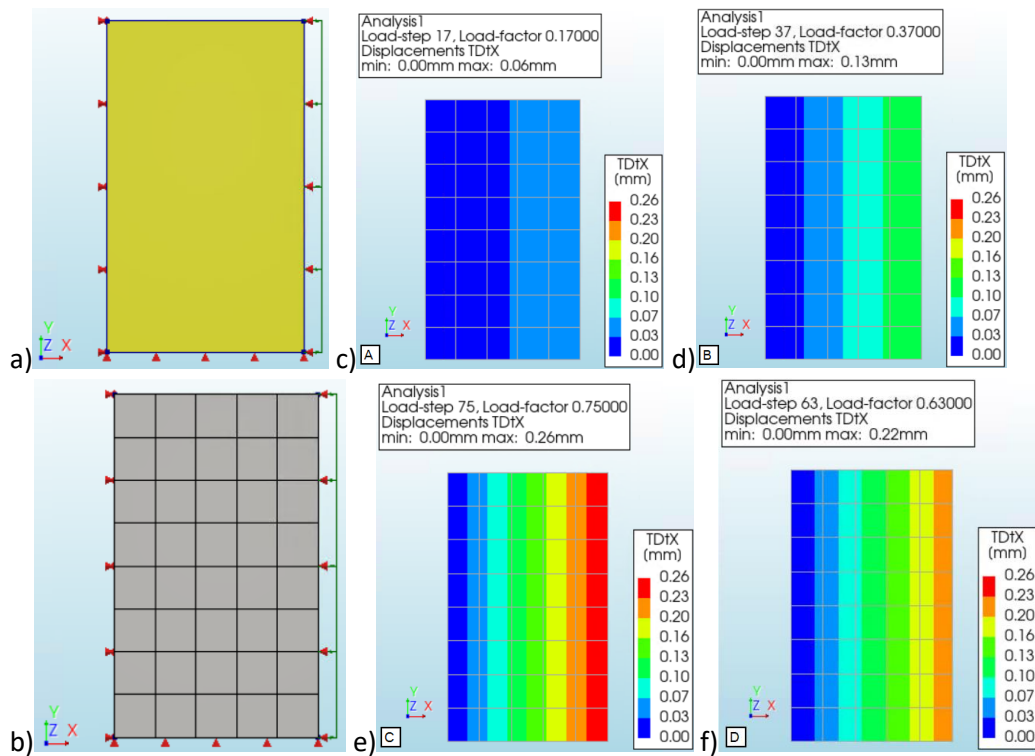 a)
Y
Z X
c)
A
Analysis1
Load-step 17, Load-factor 0.17000
Displacements TDtX
min: 0.00mm max: 0.06mm
TDtX
(mm)
0.26
0.23
0.20
0.16
0.13
0.10
0.07
0.03
0.00
d)
B
Analysis1
Load-step 37, Load-factor 0.37000
Displacements TDtX
min: 0.00mm max: 0.13mm
TDtX
(mm)
0.26
0.23
0.20
0.16
0.13
0.10
0.07
0.03
0.00
b)
Y
Z X
e)
C
Analysis1
Load-step 75, Load-factor 0.75000
Displacements TDtX
min: 0.00mm max: 0.26mm
TDtX
(mm)
0.26
0.23
0.20
0.16
0.13
0.10
0.07
0.03
0.00
f)
D
Analysis1
Load-step 63, Load-factor 0.63000
Displacements TDtX
min: 0.00mm max: 0.22mm
TDtX
(mm)
0.26
0.23
0.20
0.16
0.13
0.10
0.07
0.03
0.00